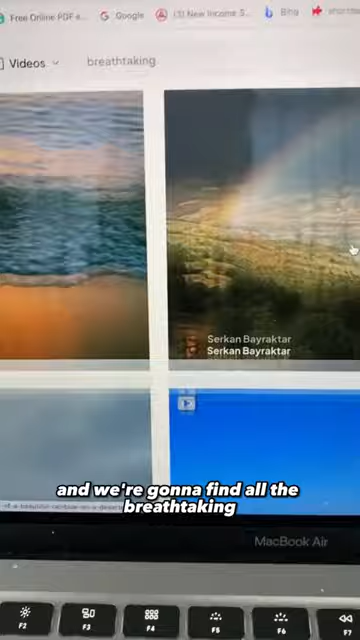 Free Online PDF e...
Google
(3) New Income S...
Bing
Videos
breathtaking
Serkan Bayraktar
Serkan Bayraktar
and we're gonna find all the
breathtaking
MacBook Air
F2
F3
F4
F5
F6